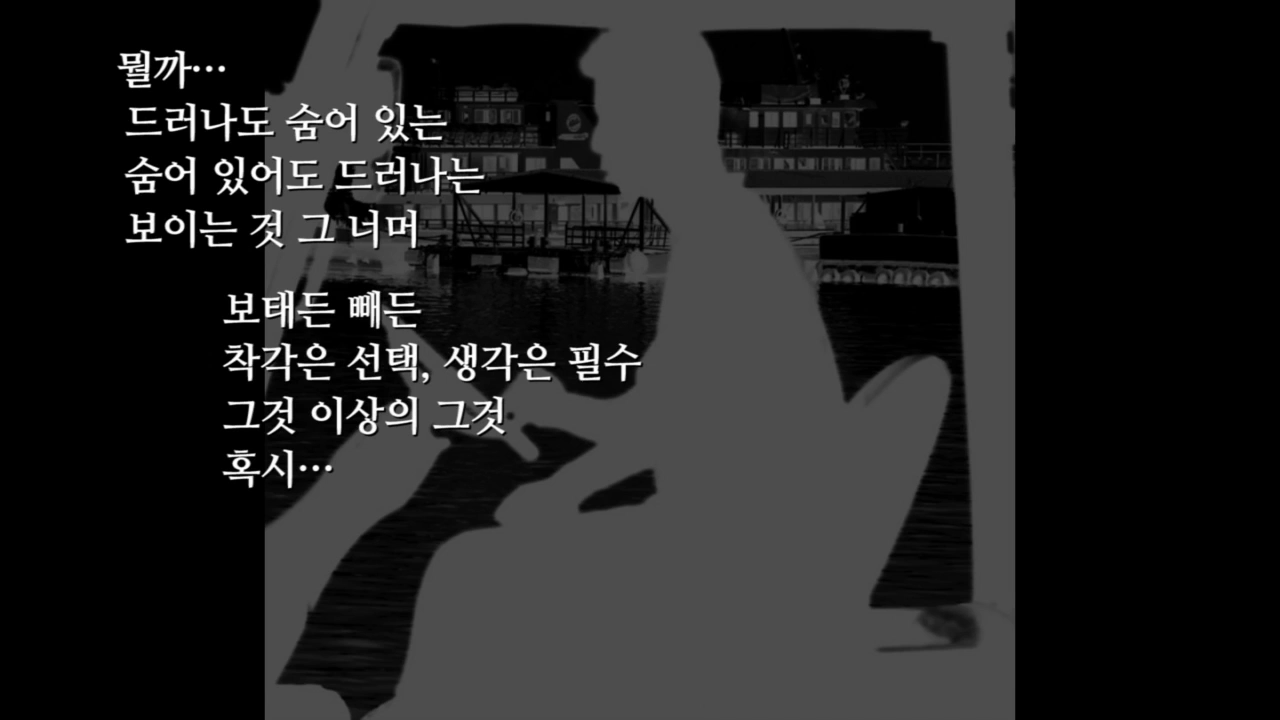 뭘까…
드러나도 숨어 있는
숨어 있어도 드러나는
보이는 것 그 너머
보태든 빼든
착각은 선택, 생각은 필수
그것 이상의 그것
혹시…